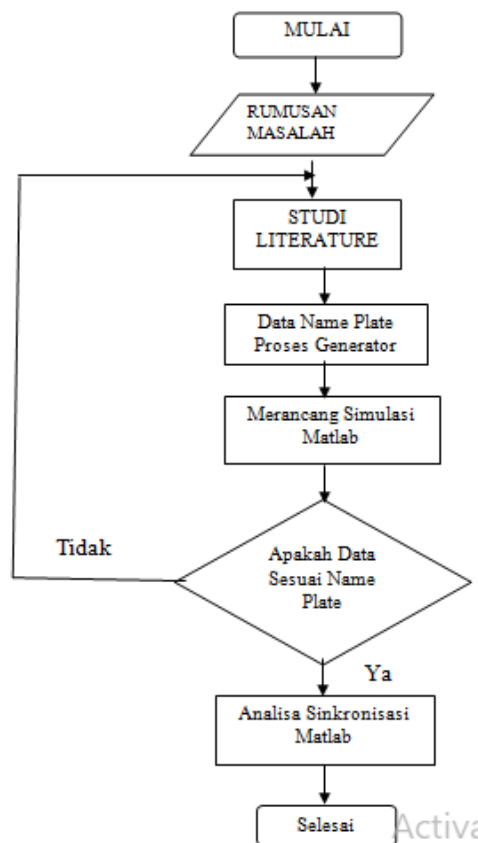 MULAI
RUMUSAN
MASALAH
STUDI
LITERATURE
Data Name Plate
Proses Generator
Merancang Simulasi
Matlab
Tidak
Apakah Data
Sesuai Name
Plate
Ya
Analisa Sinkronisasi
Matlab
Selesai
Activa